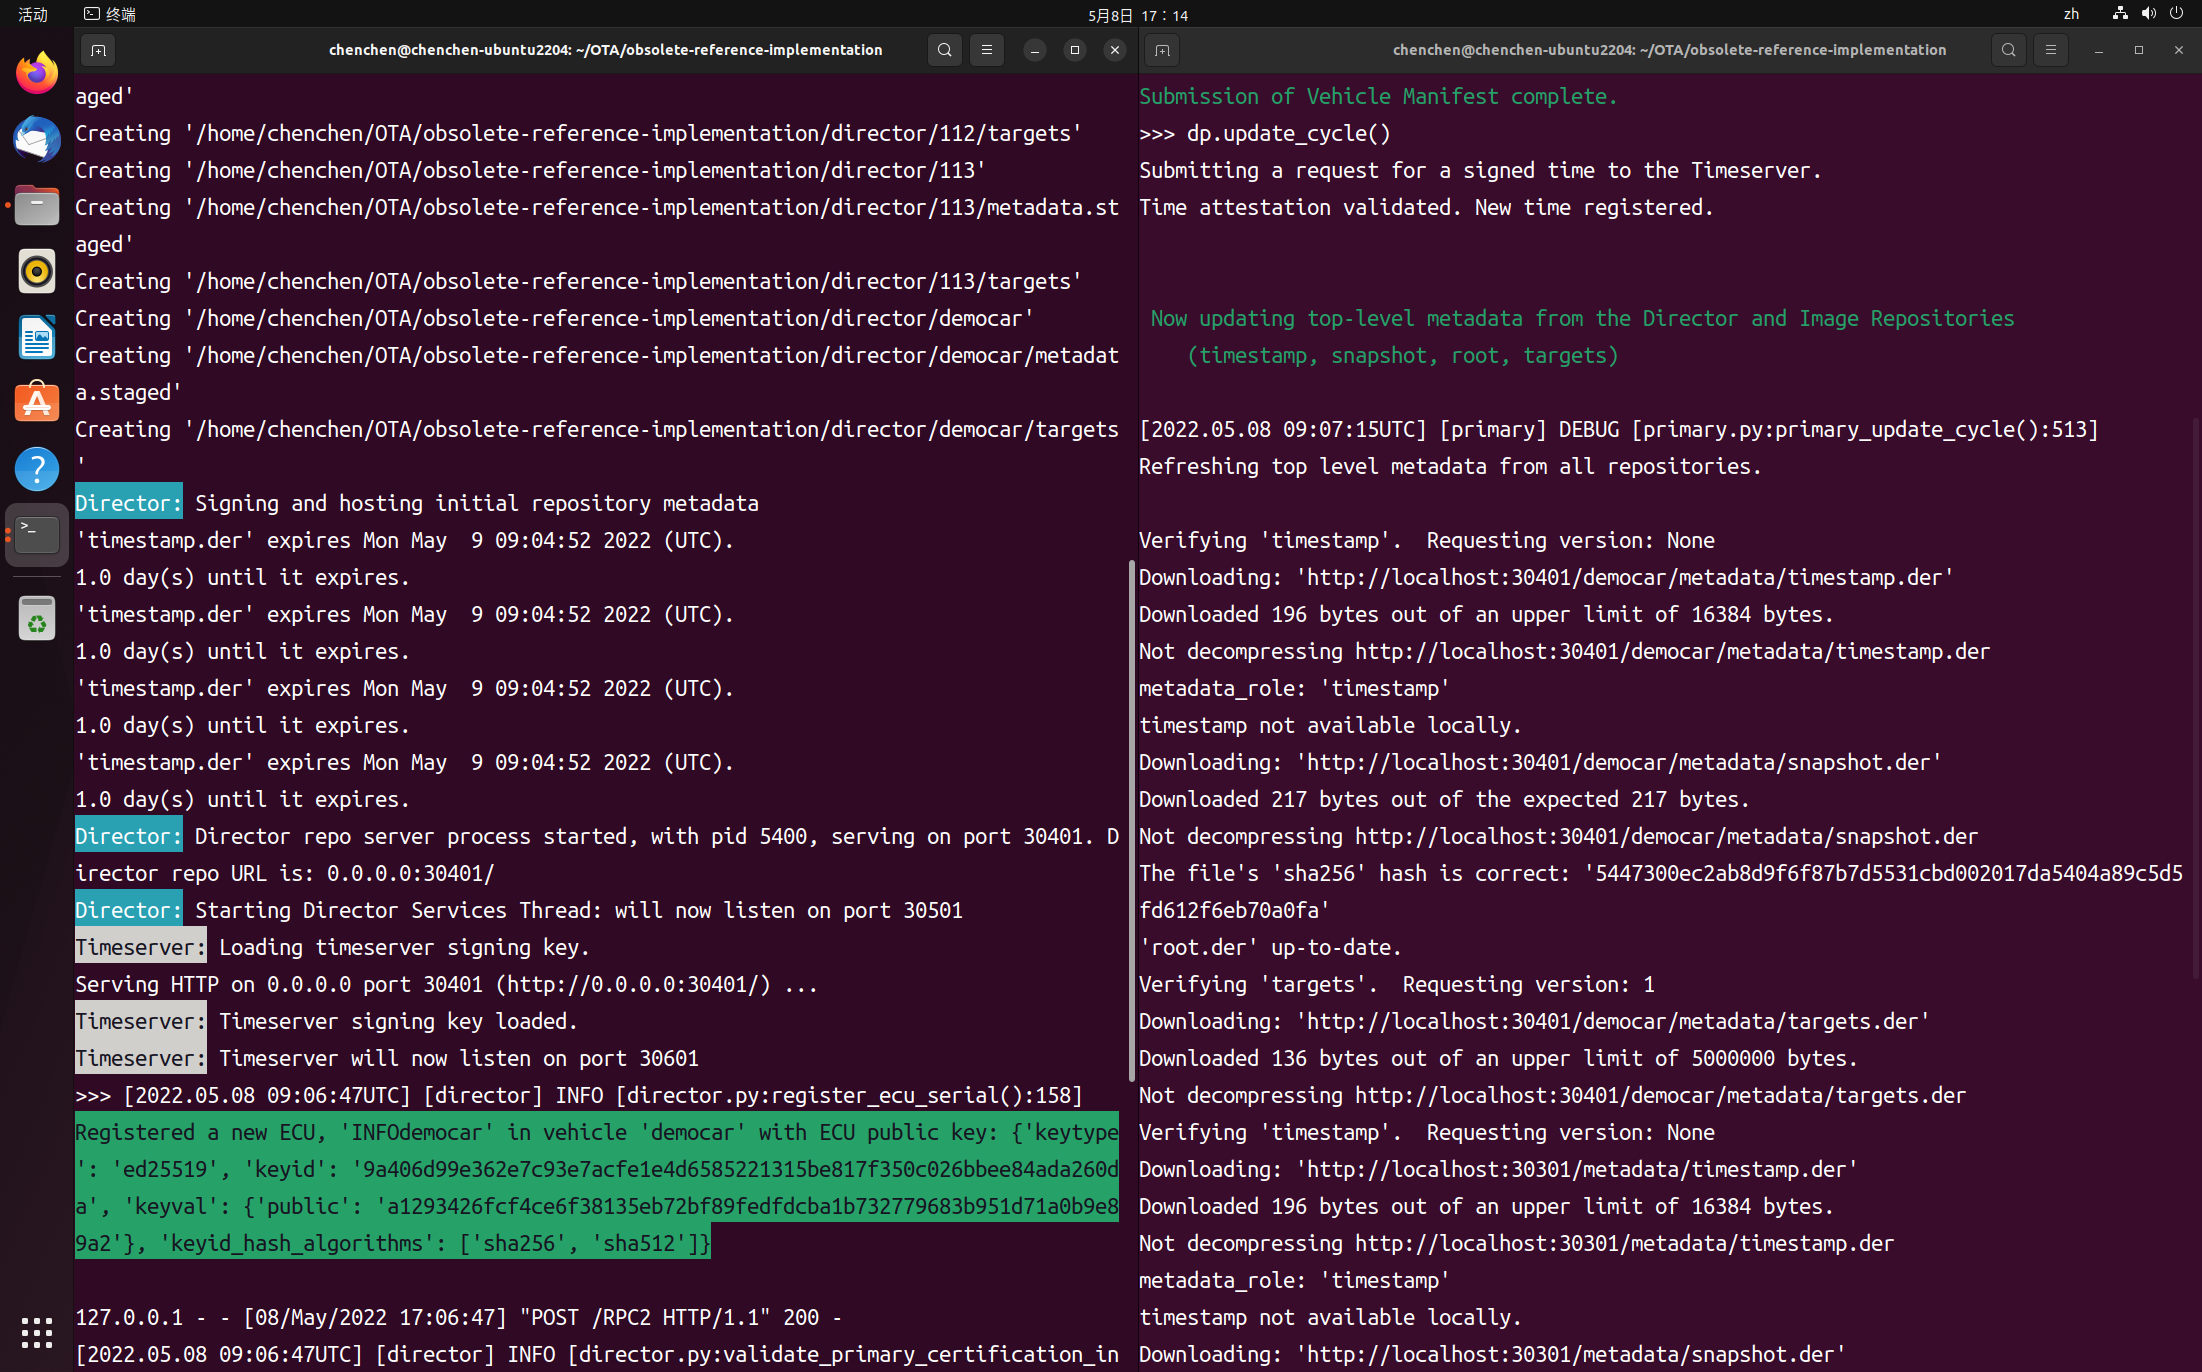 活动
终端
5月8日 17：14
zh
chenchen@chenchen-ubuntu2204: ~/OTA/obsolete-reference-implementation
aged'
Creating '/home/chenchen/OTA/obsolete-reference-implementation/director/112/targets'
Creating '/home/chenchen/OTA/obsolete-reference-implementation/director/113'
Creating '/home/chenchen/OTA/obsolete-reference-implementation/director/113/metadata.st
aged'
Creating '/home/chenchen/OTA/obsolete-reference-implementation/director/113/targets'
Creating '/home/chenchen/OTA/obsolete-reference-implementation/director/democar'
Creating '/home/chenchen/OTA/obsolete-reference-implementation/director/democar/metadat
a.staged'
Creating '/home/chenchen/OTA/obsolete-reference-implementation/director/democar/targets
'
Director: Signing and hosting initial repository metadata
'timestamp.der' expires Mon May  9 09:04:52 2022 (UTC).
1.0 day(s) until it expires.
'timestamp.der' expires Mon May  9 09:04:52 2022 (UTC).
1.0 day(s) until it expires.
'timestamp.der' expires Mon May  9 09:04:52 2022 (UTC).
1.0 day(s) until it expires.
'timestamp.der' expires Mon May  9 09:04:52 2022 (UTC).
1.0 day(s) until it expires.
Director: Director repo server process started, with pid 5400, serving on port 30401. D
irector repo URL is: 0.0.0.0:30401/
Director: Starting Director Services Thread: will now listen on port 30501
Timeserver: Loading timeserver signing key.
Serving HTTP on 0.0.0.0 port 30401 (http://0.0.0.0:30401/) ...
Timeserver: Timeserver signing key loaded.
Timeserver: Timeserver will now listen on port 30601
>>> [2022.05.08 09:06:47UTC] [director] INFO [director.py:register_ecu_serial():158]
Registered a new ECU, 'INFOdemocar' in vehicle 'democar' with ECU public key: {'keytype
': 'ed25519', 'keyid': '9a406d99e362e7c93e7acfe1e4d6585221315be817f350c026bbee84ada260d
a', 'keyval': {'public': 'a1293426fcf4ce6f38135eb72bf89fedfdcba1b732779683b951d71a0b9e8
9a2'}, 'keyid_hash_algorithms': ['sha256', 'sha512']}
127.0.0.1 - - [08/May/2022 17:06:47] "POST /RPC2 HTTP/1.1" 200 -
[2022.05.08 09:06:47UTC] [director] INFO [director.py:validate_primary_certification_in
chenchen@chenchen-ubuntu2204: ~/OTA/obsolete-reference-implementation
Submission of Vehicle Manifest complete.
>>> dp.update_cycle()
Submitting a request for a signed time to the Timeserver.
Time attestation validated. New time registered.
Now updating top-level metadata from the Director and Image Repositories
(timestamp, snapshot, root, targets)
[2022.05.08 09:07:15UTC] [primary] DEBUG [primary.py:primary_update_cycle():513]
Refreshing top level metadata from all repositories.
Verifying 'timestamp'.  Requesting version: None
Downloading: 'http://localhost:30401/democar/metadata/timestamp.der'
Downloaded 196 bytes out of an upper limit of 16384 bytes.
Not decompressing http://localhost:30401/democar/metadata/timestamp.der
metadata_role: 'timestamp'
timestamp not available locally.
Downloading: 'http://localhost:30401/democar/metadata/snapshot.der'
Downloaded 217 bytes out of the expected 217 bytes.
Not decompressing http://localhost:30401/democar/metadata/snapshot.der
The file's 'sha256' hash is correct: '5447300ec2ab8d9f6f87b7d5531cbd002017da5404a89c5d5
fd612f6eb70a0fa'
'root.der' up-to-date.
Verifying 'targets'.  Requesting version: 1
Downloading: 'http://localhost:30401/democar/metadata/targets.der'
Downloaded 136 bytes out of an upper limit of 5000000 bytes.
Not decompressing http://localhost:30401/democar/metadata/targets.der
Verifying 'timestamp'.  Requesting version: None
Downloading: 'http://localhost:30301/metadata/timestamp.der'
Downloaded 196 bytes out of an upper limit of 16384 bytes.
Not decompressing http://localhost:30301/metadata/timestamp.der
metadata_role: 'timestamp'
timestamp not available locally.
Downloading: 'http://localhost:30301/metadata/snapshot.der'